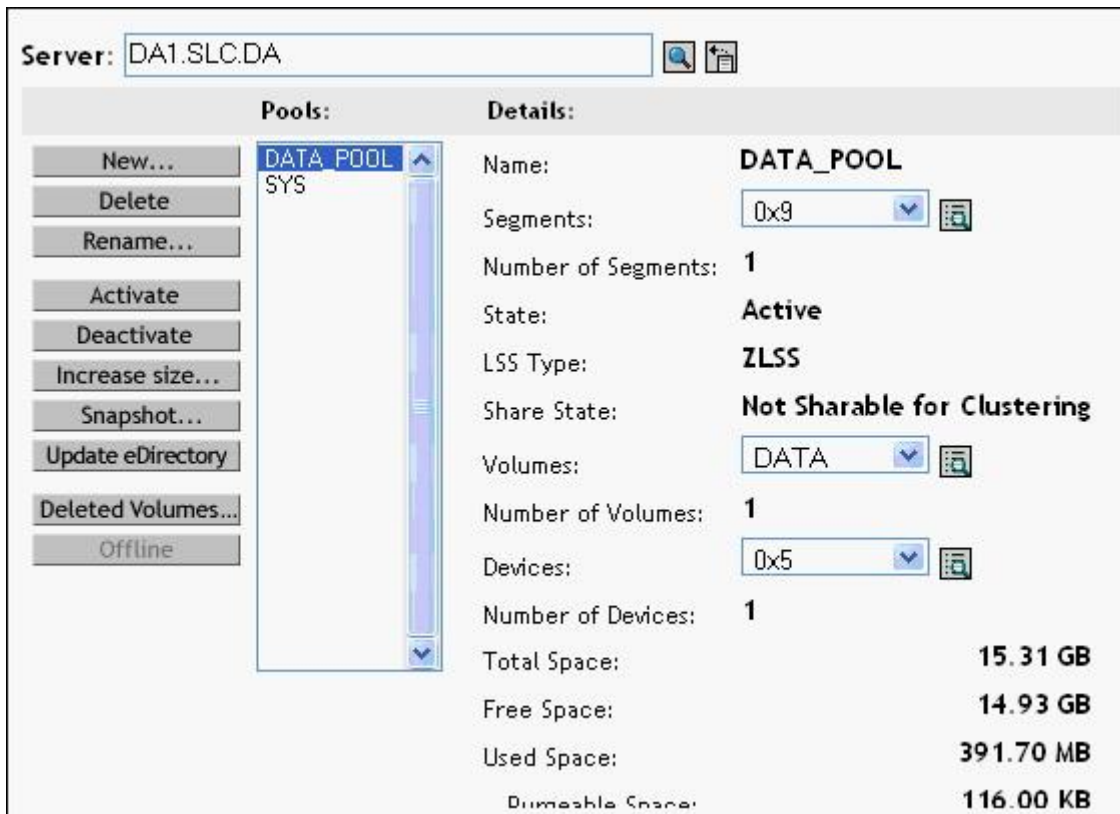 Server: DA1.SLC.DA
Pools: Details:
New...
Delete
Rename...
Activate
Deactivate
Increase size...
Snapshot...
Update eDirectory
Deleted Volumes...
Offline
DATA_POOL
SYS
Name: DATA_POOL
Segments: 0x9
Number of Segments: 1
State: Active
LSS Type: ZLSS
Share State: Not Sharable for Clustering
Volumes: DATA
Number of Volumes: 1
Devices: 0x5
Number of Devices: 1
Total Space: 15.31 GB
Free Space: 14.93 GB
Used Space: 391.70 MB
Purgeable Space: 116.00 KB